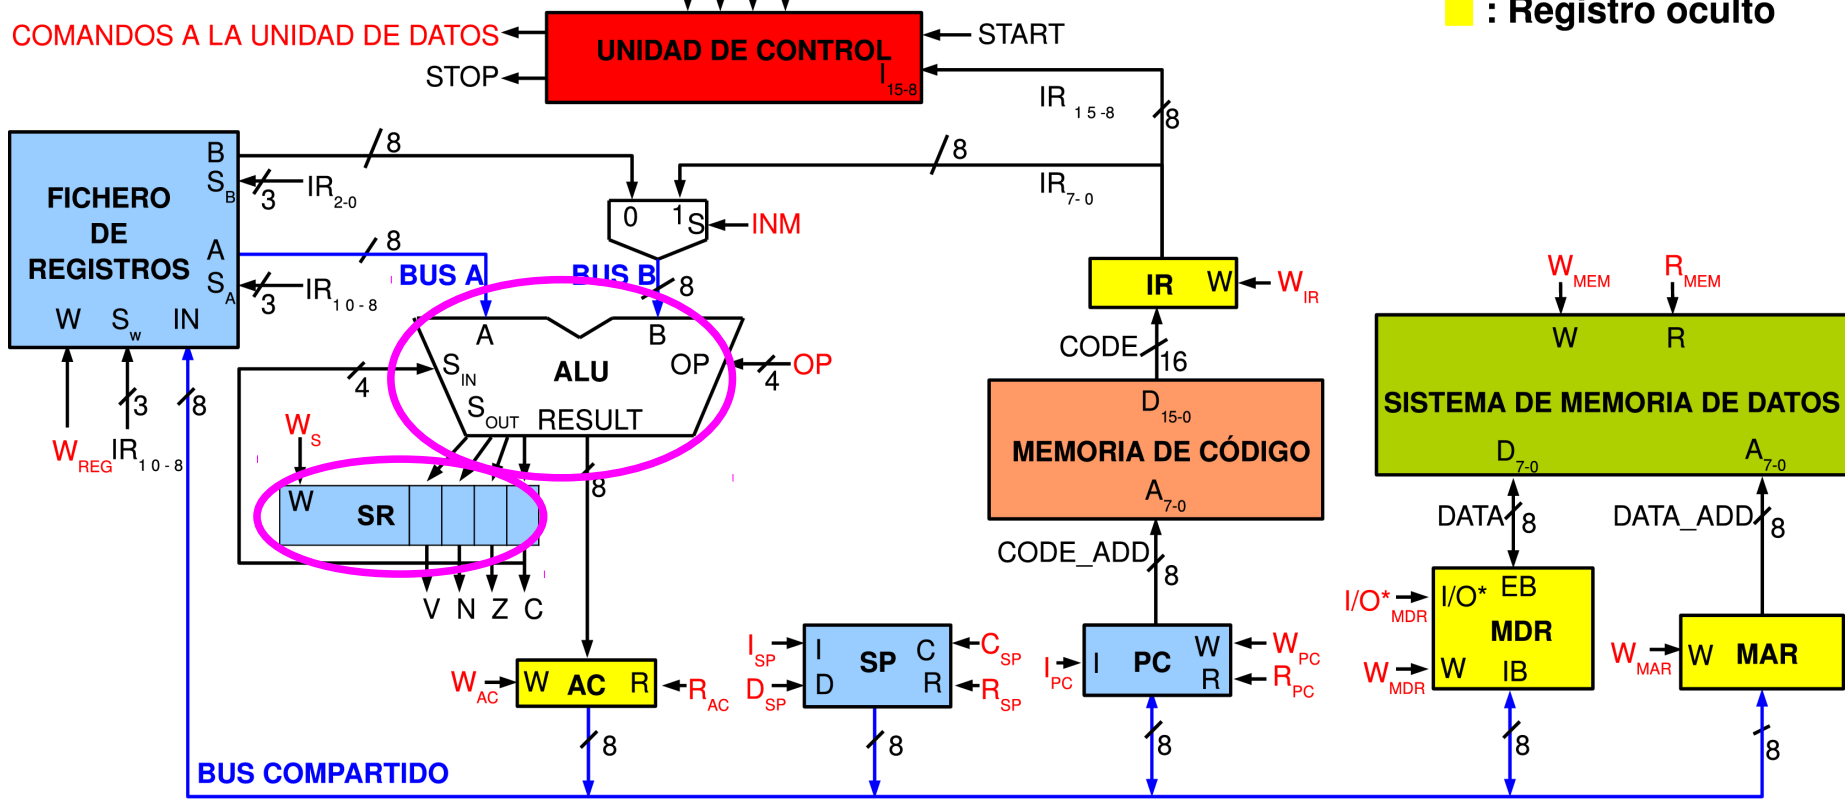 : Registro oculto
COMANDOS A LA UNIDAD DE DATOS
UNIDAD DE CONTROL
START
STOP
I15-8
IR 15-8
8
B
8
8
SB
3
IR2-0
FICHERO
DE
REGISTROS
IR7-0
0
1
S
INM
A
8
BUS A
BUS B
8
SA
3
IR10-8
W
Sw
IN
IR
W
WIR
WMEM
RMEM
W
R
A
B
SIN
ALU
OP
4
OP
4
CODE
16
3
8
SOUT
RESULT
D15-0
SISTEMA DE MEMORIA DE DATOS
WS
WREG
IR10-8
MEMORIA DE CÓDIGO
D7-0
A7-0
8
W
SR
A7-0
DATA
8
DATA_ADD
8
CODE_ADD
8
V
N
Z
C
I/O*MDR
I/O*
EB
MDR
WMDR
W
IB
ISP
I
SP
C
CSP
DSP
D
R
RSP
IPC
I
PC
W
WPC
R
RPC
WMAR
W
MAR
WAC
W
AC
R
RAC
8
8
8
8
8
BUS COMPARTIDO